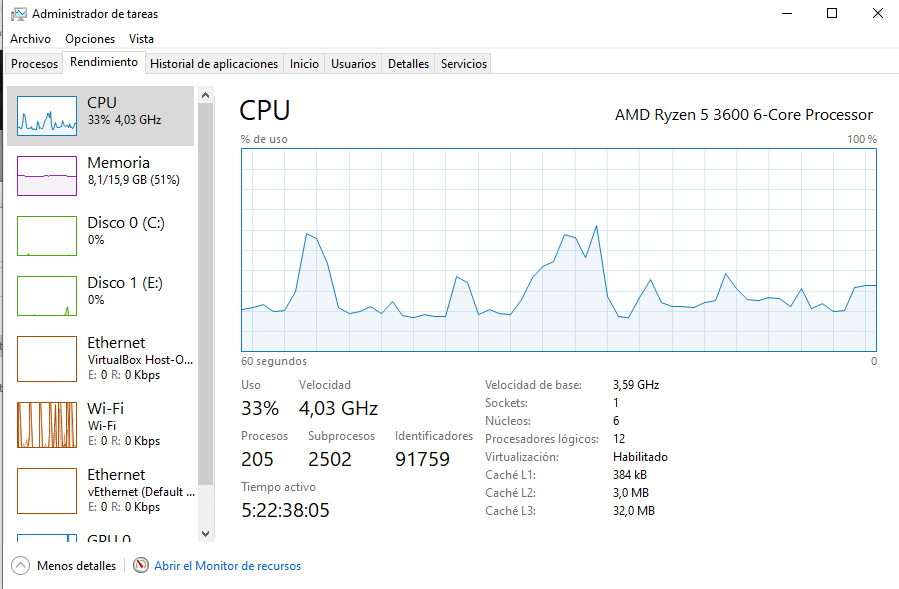 Administrador de tareas
Archivo Opciones Vista
Procesos Rendimiento Historial de aplicaciones Inicio Usuarios Detalles Servicios
CPU
33% 4,03 GHz
Memoria
8,1/15,9 GB (51%)
Disco 0 (C:)
0%
Disco 1 (E:)
0%
Ethernet
VirtualBox Host-O...
E: 0 R: 0 Kbps
Wi-Fi
Wi-Fi
E: 0 R: 0 Kbps
Ethernet
vEthernet (Default ...
E: 0 R: 0 Kbps
GPU 0
CPU AMD Ryzen 5 3600 6-Core Processor
% de uso 100 %
60 segundos 0
Uso Velocidad
33% 4,03 GHz
Procesos Subprocesos Identificadores
205 2502 91759
Tiempo activo
5:22:38:05
Velocidad de base: 3,59 GHz
Sockets: 1
Núcleos: 6
Procesadores lógicos: 12
Virtualización: Habilitado
Caché L1: 384 kB
Caché L2: 3,0 MB
Caché L3: 32,0 MB
Menos detalles Abrir el Monitor de recursos